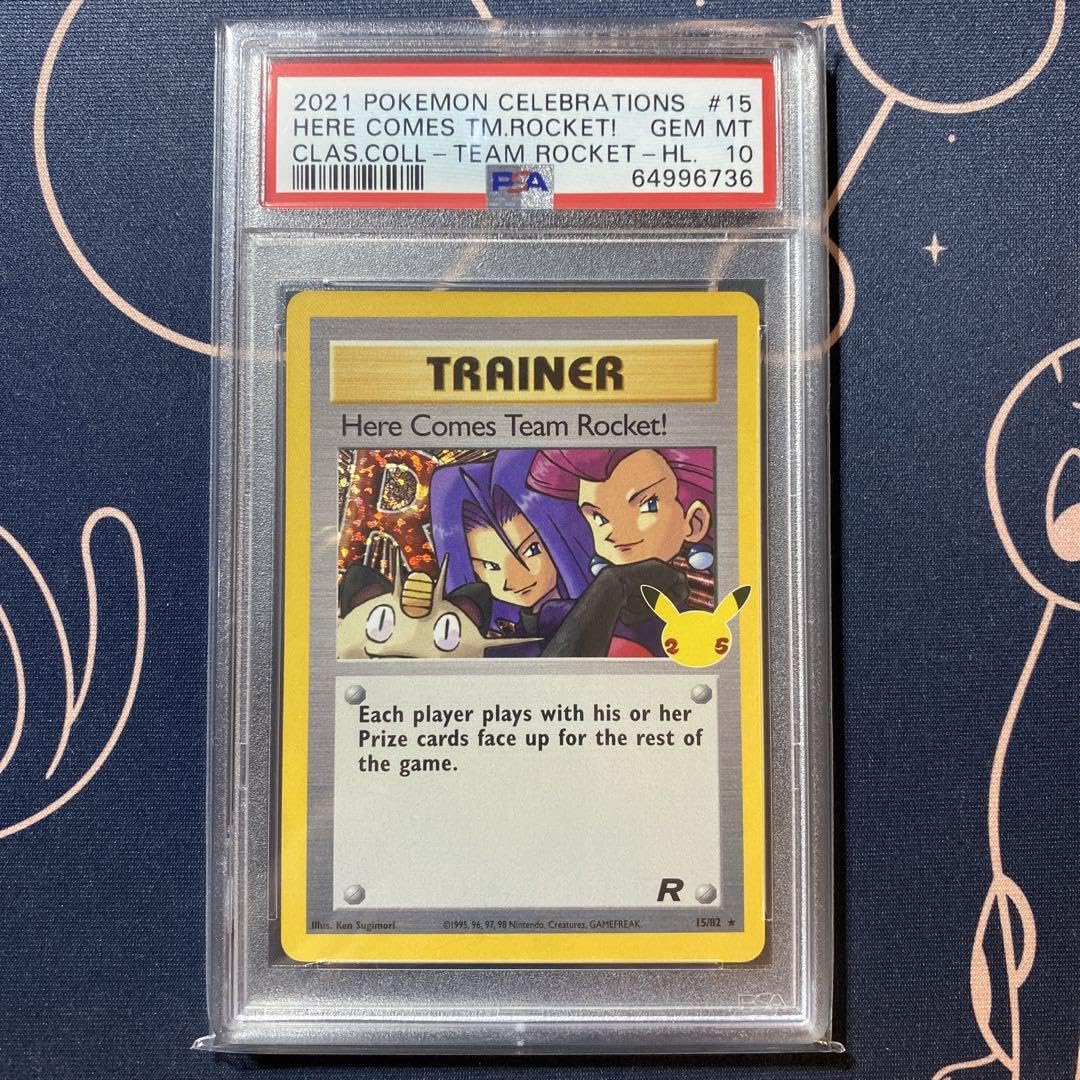 2021 POKEMON CELEBRATIONS #15
HERE COMES TM.ROCKET! GEM MT
CLAS.COLL-TEAM ROCKET-HL. 10
PSA 64996736
TRAINER
Here Comes Team Rocket!
R
25
Each player plays with his or her
Prize cards face up for the rest of
the game.
R
Illus. Ken Sugimori ©1995, 96, 97, 98 Nintendo, Creatures, GAMEFREAK. 15/82 ★
PSA